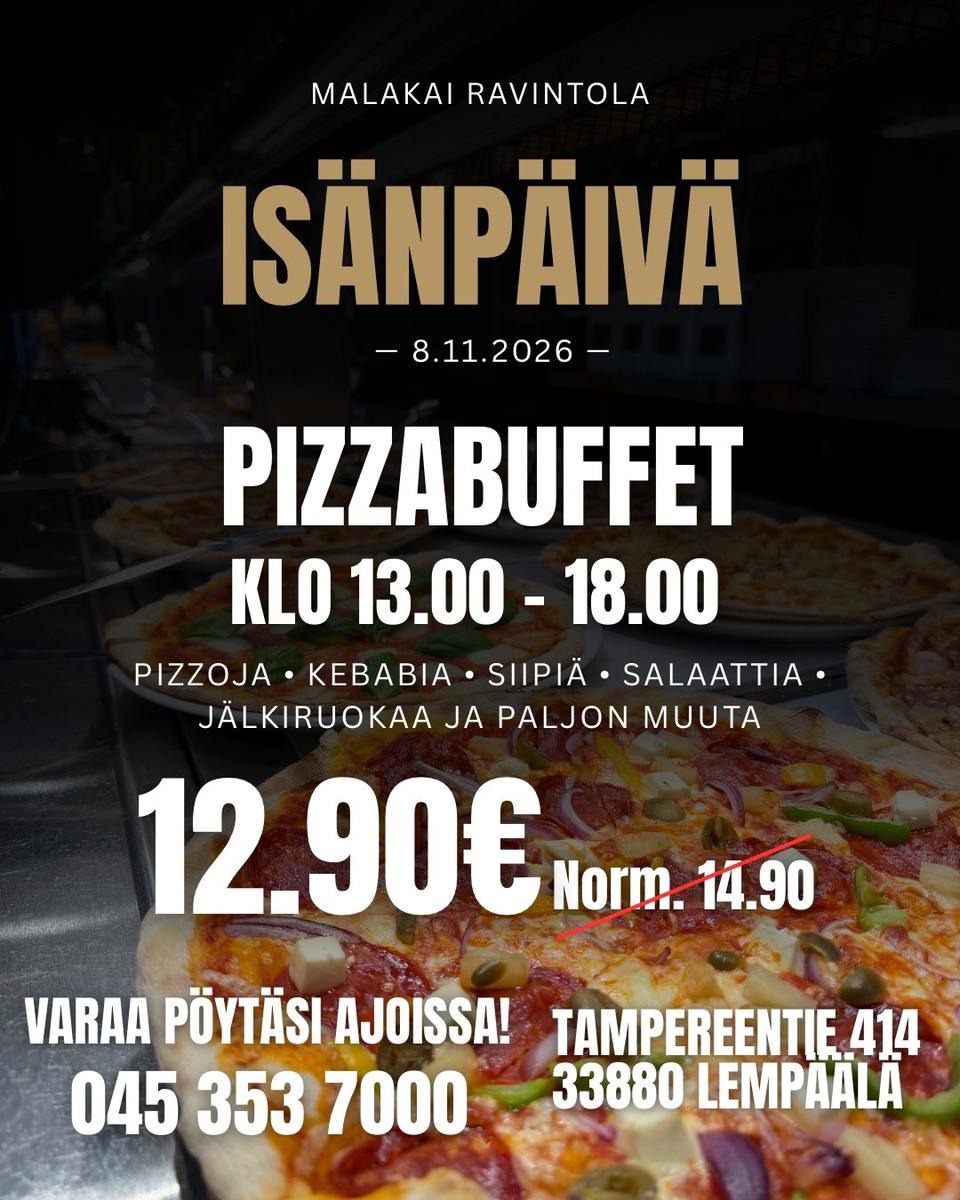 MALAKAI RAVINTOLA
ISÄNPÄIVÄ
– 8.11.2026 –
PIZZABUFFET
KLO 13.00 - 18.00
PIZZOJA • KEBABIA • SIIPIÄ • SALAATTIA •
JÄLKIRUOKAA JA PALJON MUUTA
12.90€ Norm. 14.90
VARAA PÖYTÄSI AJOISSA!
045 353 7000
TAMPEREENTIE 414
33880 LEMPÄÄLÄ